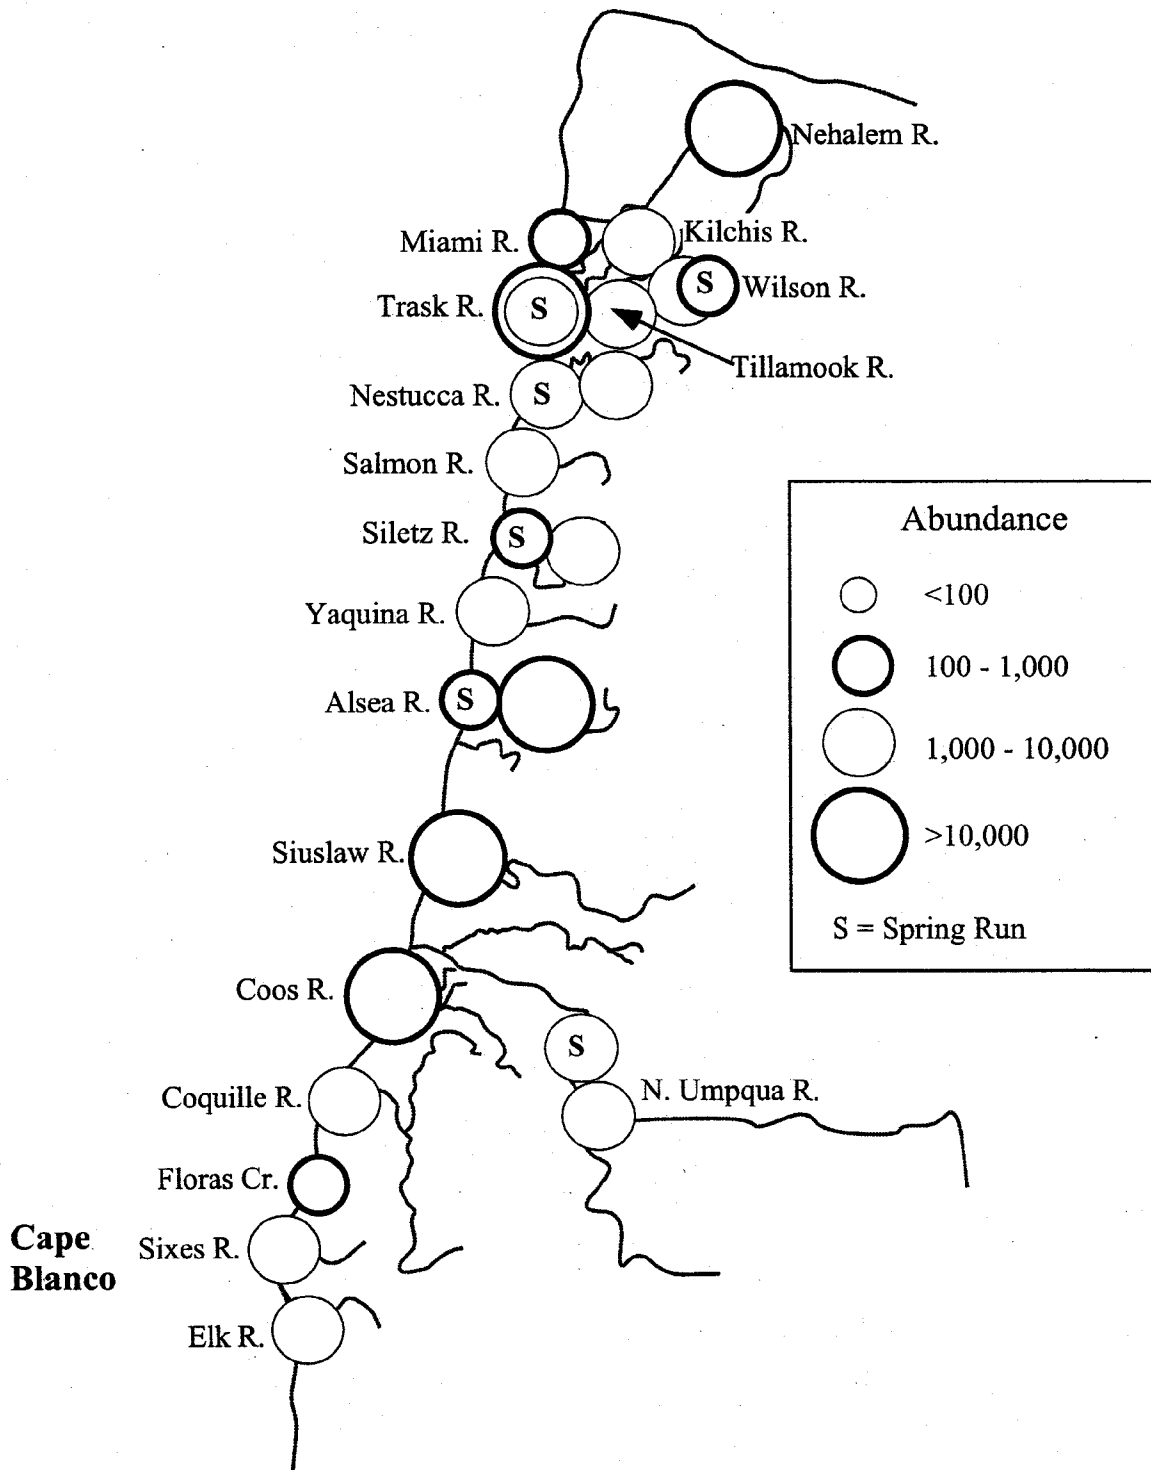 Nehalem R.
Miami R.
Kilchis R.
Trask R.
S
S
Wilson R.
Tillamook R.
Nestucca R.
S
Salmon R.
Siletz R.
S
Yaquina R.
Alsea R.
S
Siuslaw R.
Coos R.
S
Coquille R.
N. Umpqua R.
Floras Cr.
Cape
Blanco
Sixes R.
Elk R.
Abundance
<100
100 - 1,000
1,000 - 10,000
>10,000
S = Spring Run